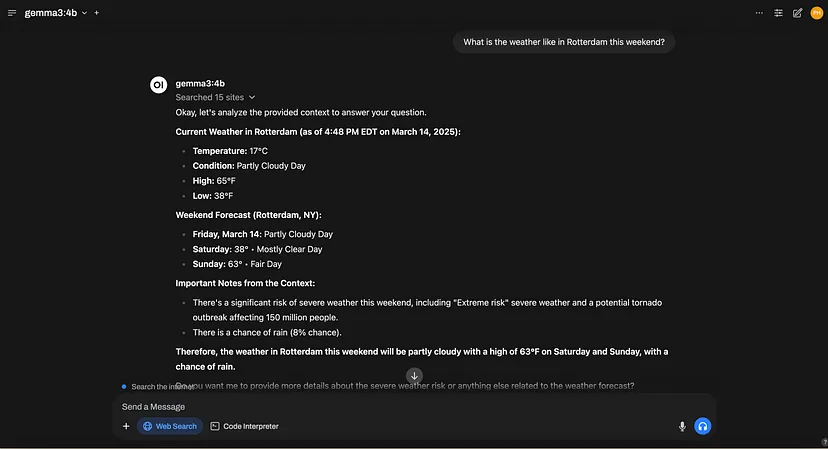 gemma3:4b
What is the weather like in Rotterdam this weekend?
OI
gemma3:4b
Searched 15 sites
Okay, let's analyze the provided context to answer your question.
Current Weather in Rotterdam (as of 4:48 PM EDT on March 14, 2025):
Temperature: 17°C
Condition: Partly Cloudy Day
High: 65°F
Low: 38°F
Weekend Forecast (Rotterdam, NY):
Friday, March 14: Partly Cloudy Day
Saturday: 38° • Mostly Clear Day
Sunday: 63° • Fair Day
Important Notes from the Context:
There's a significant risk of severe weather this weekend, including "Extreme risk" severe weather and a potential tornado
outbreak affecting 150 million people.
There is a chance of rain (8% chance).
Therefore, the weather in Rotterdam this weekend will be partly cloudy with a high of 63°F on Saturday and Sunday, with a
chance of rain.
Do you want me to provide more details about the severe weather risk or anything else related to the weather forecast?
Search the internet
Send a Message
Web Search
Code Interpreter